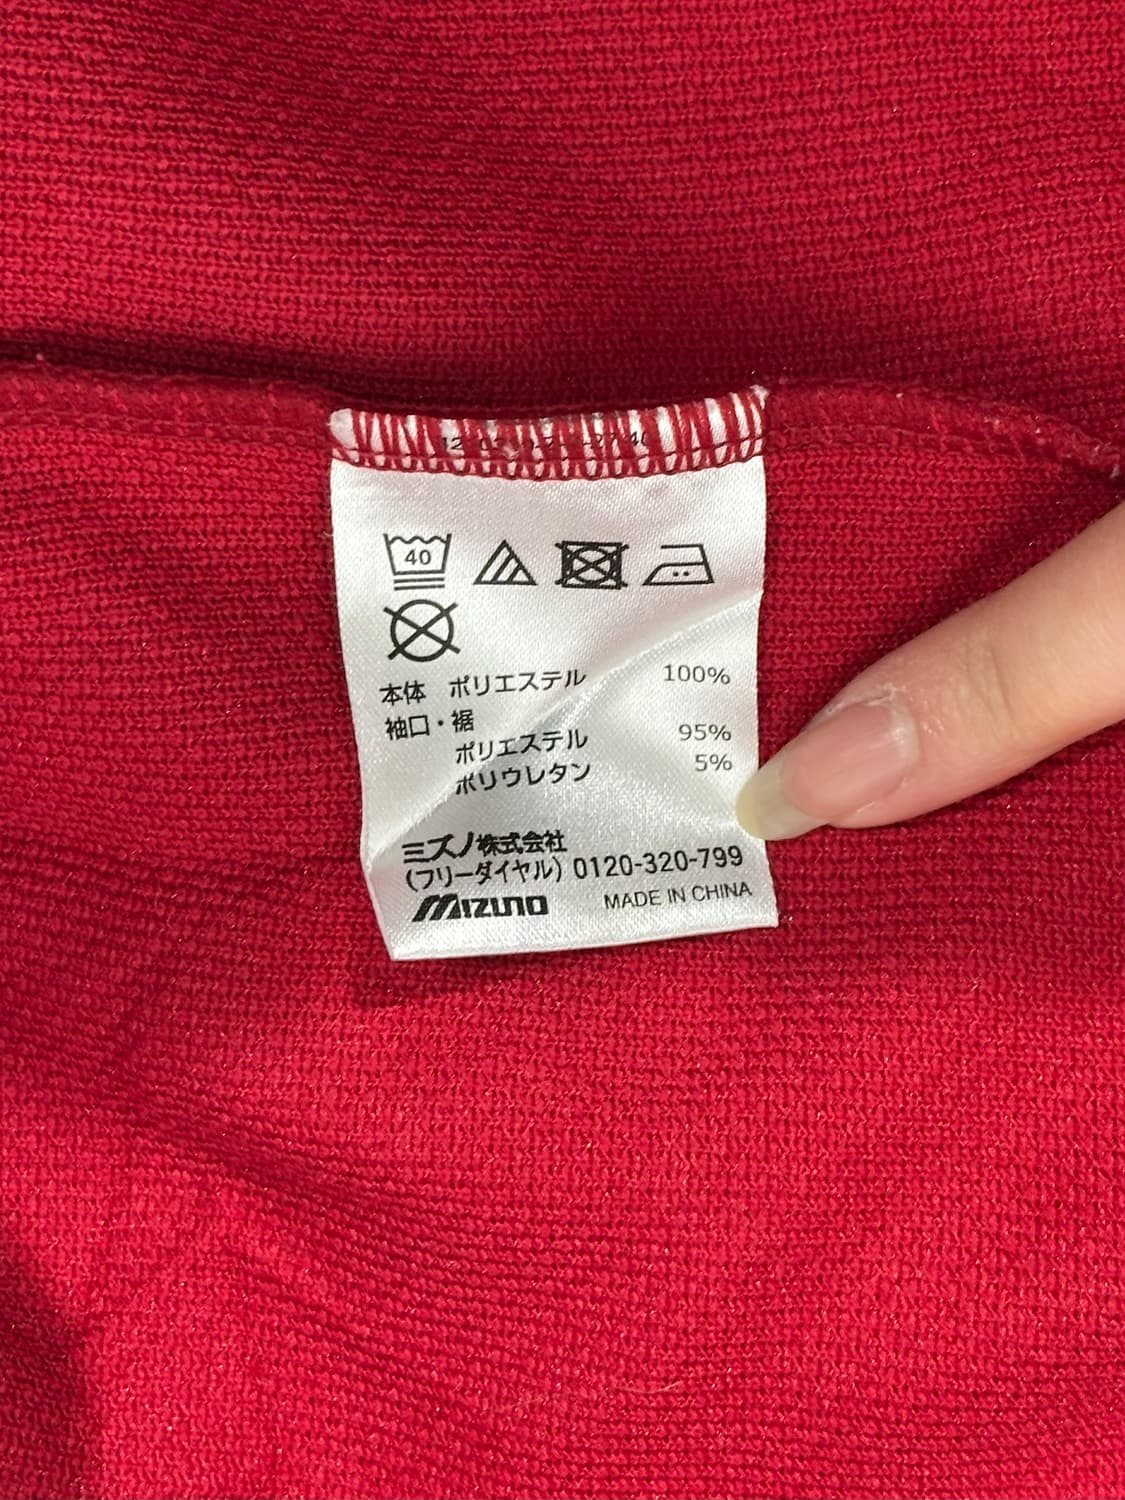 40
本体 ポリエステル 100%
袖口・裾
ポリエステル 95%
ポリウレタン 5%
ミズノ株式会社
(フリーダイヤル) 0120-320-799
MIZUNO MADE IN CHINA